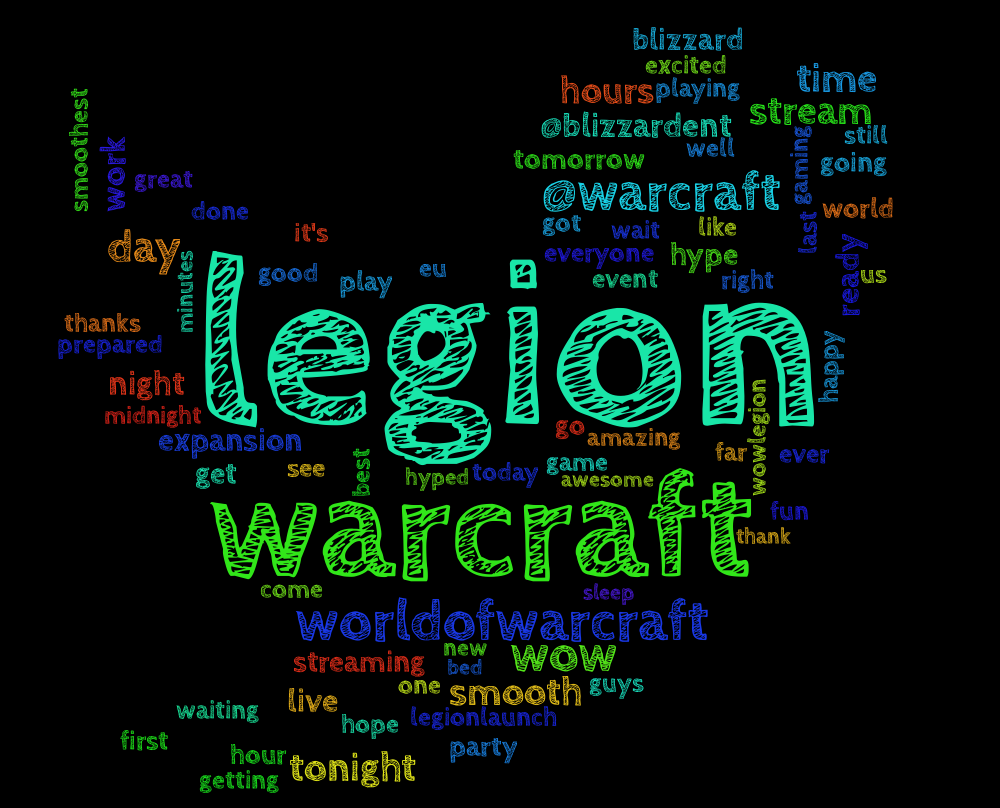 blizzard
excited
time
hours playing
smoothest
stream
@blizzardent
still
work
well
gaming
tomorrow
going
great
@warcraft
world
done
got
like
last
it's
wait
day
everyone
hype
ready
minutes
good
play
eu
event
right
us
legion
thanks
prepared
happy
night
wowlegion
midnight
expansion
go
amazing
far
ever
get
see
best
hyped
today
game
awesome
warcraft
fun
thank
come
sleep
worldofwarcraft
new
wow
streaming
bed
one
smooth
guys
live
waiting
hope
legionlaunch
first
hour
party
tonight
getting